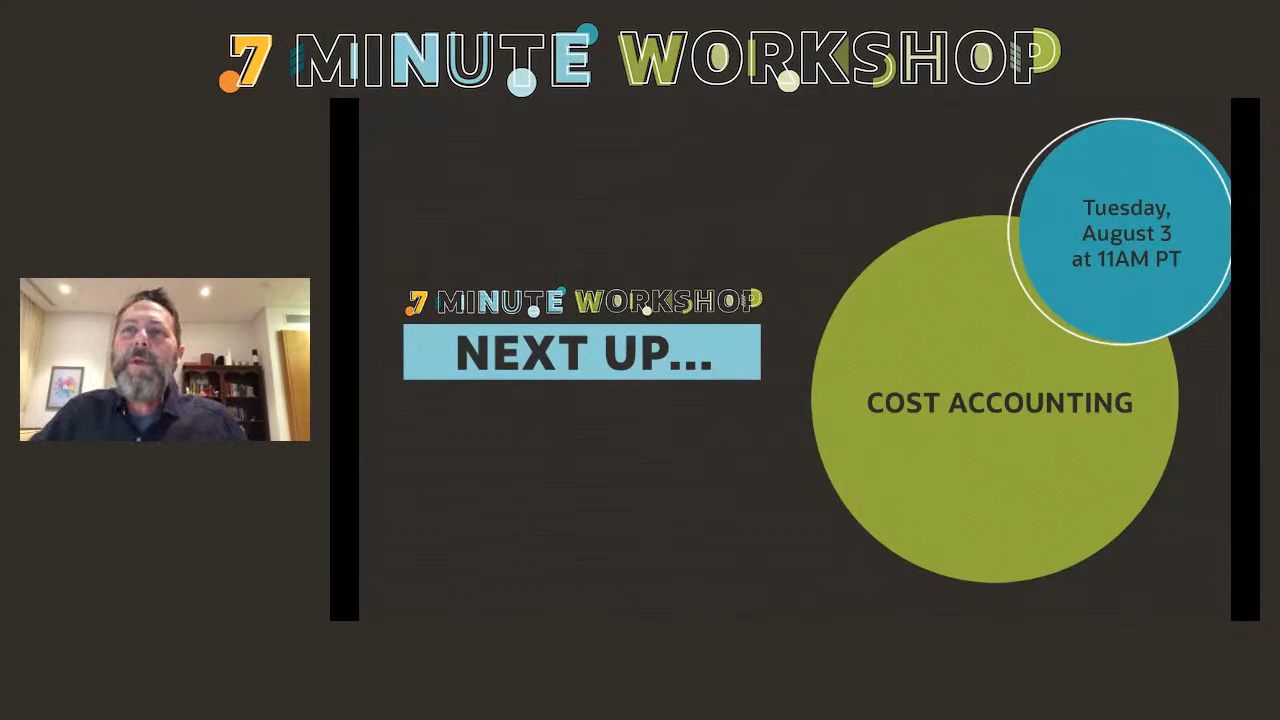 7 MINUTE WORKSHOP
7 MINUTE WORKSHOP
NEXT UP...
Tuesday,
August 3
at 11AM PT
COST ACCOUNTING